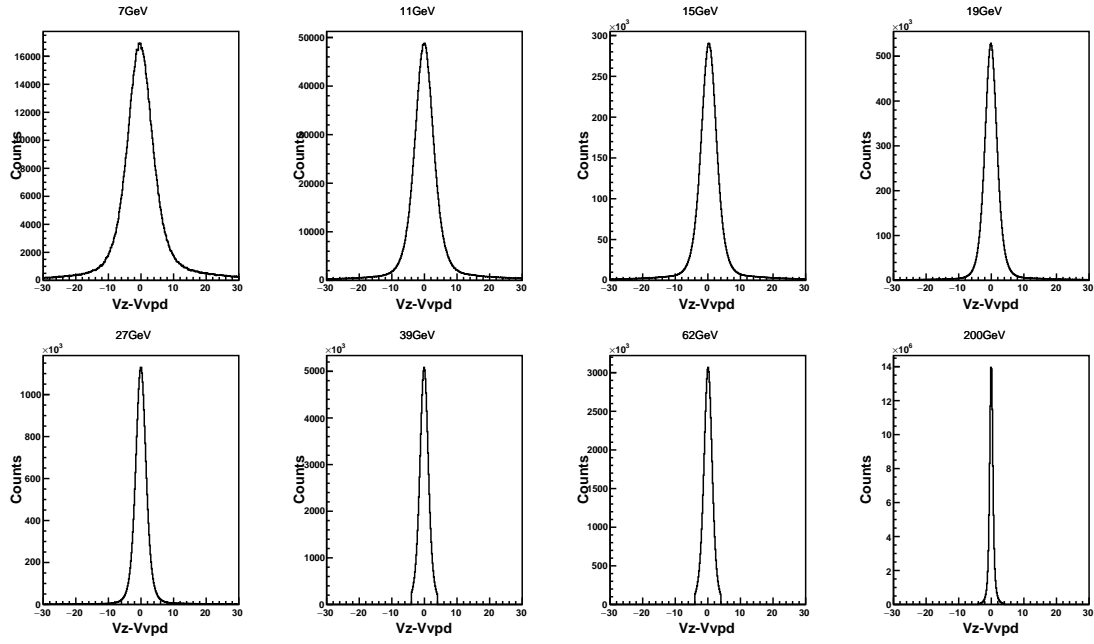 7GeV
16000
14000
12000
10000
8000
6000
4000
2000
0
Counts
−30 −20 −10 0 10 20 30
Vz-Vvpd
11GeV
50000
40000
30000
20000
10000
0
Counts
−30 −20 −10 0 10 20 30
Vz-Vvpd
15GeV
×10³
300
250
200
150
100
50
0
Counts
−30 −20 −10 0 10 20 30
Vz-Vvpd
19GeV
×10³
500
400
300
200
100
0
Counts
−30 −20 −10 0 10 20 30
Vz-Vvpd
27GeV
×10³
1000
800
600
400
200
0
Counts
−30 −20 −10 0 10 20 30
Vz-Vvpd
39GeV
×10³
5000
4000
3000
2000
1000
0
Counts
−30 −20 −10 0 10 20 30
Vz-Vvpd
62GeV
×10³
3000
2500
2000
1500
1000
500
0
Counts
−30 −20 −10 0 10 20 30
Vz-Vvpd
200GeV
×10⁶
14
12
10
8
6
4
2
0
Counts
−30 −20 −10 0 10 20 30
Vz-Vvpd